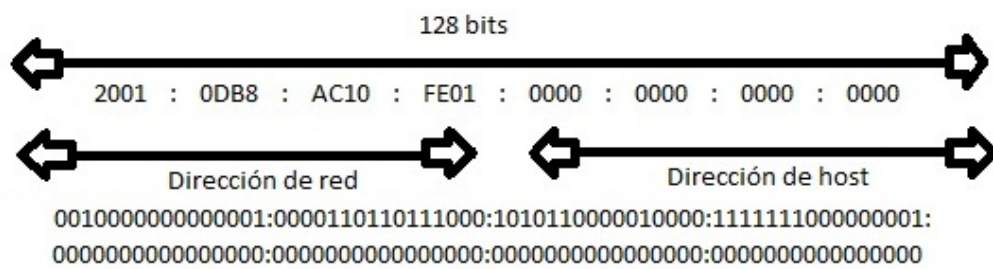 128 bits
2001 : 0DB8 : AC10 : FE01 : 0000 : 0000 : 0000 : 0000
Dirección de red Dirección de host
0010000000000001:0000110110111000:1010110000010000:1111111000000001:
0000000000000000:0000000000000000:0000000000000000:0000000000000000